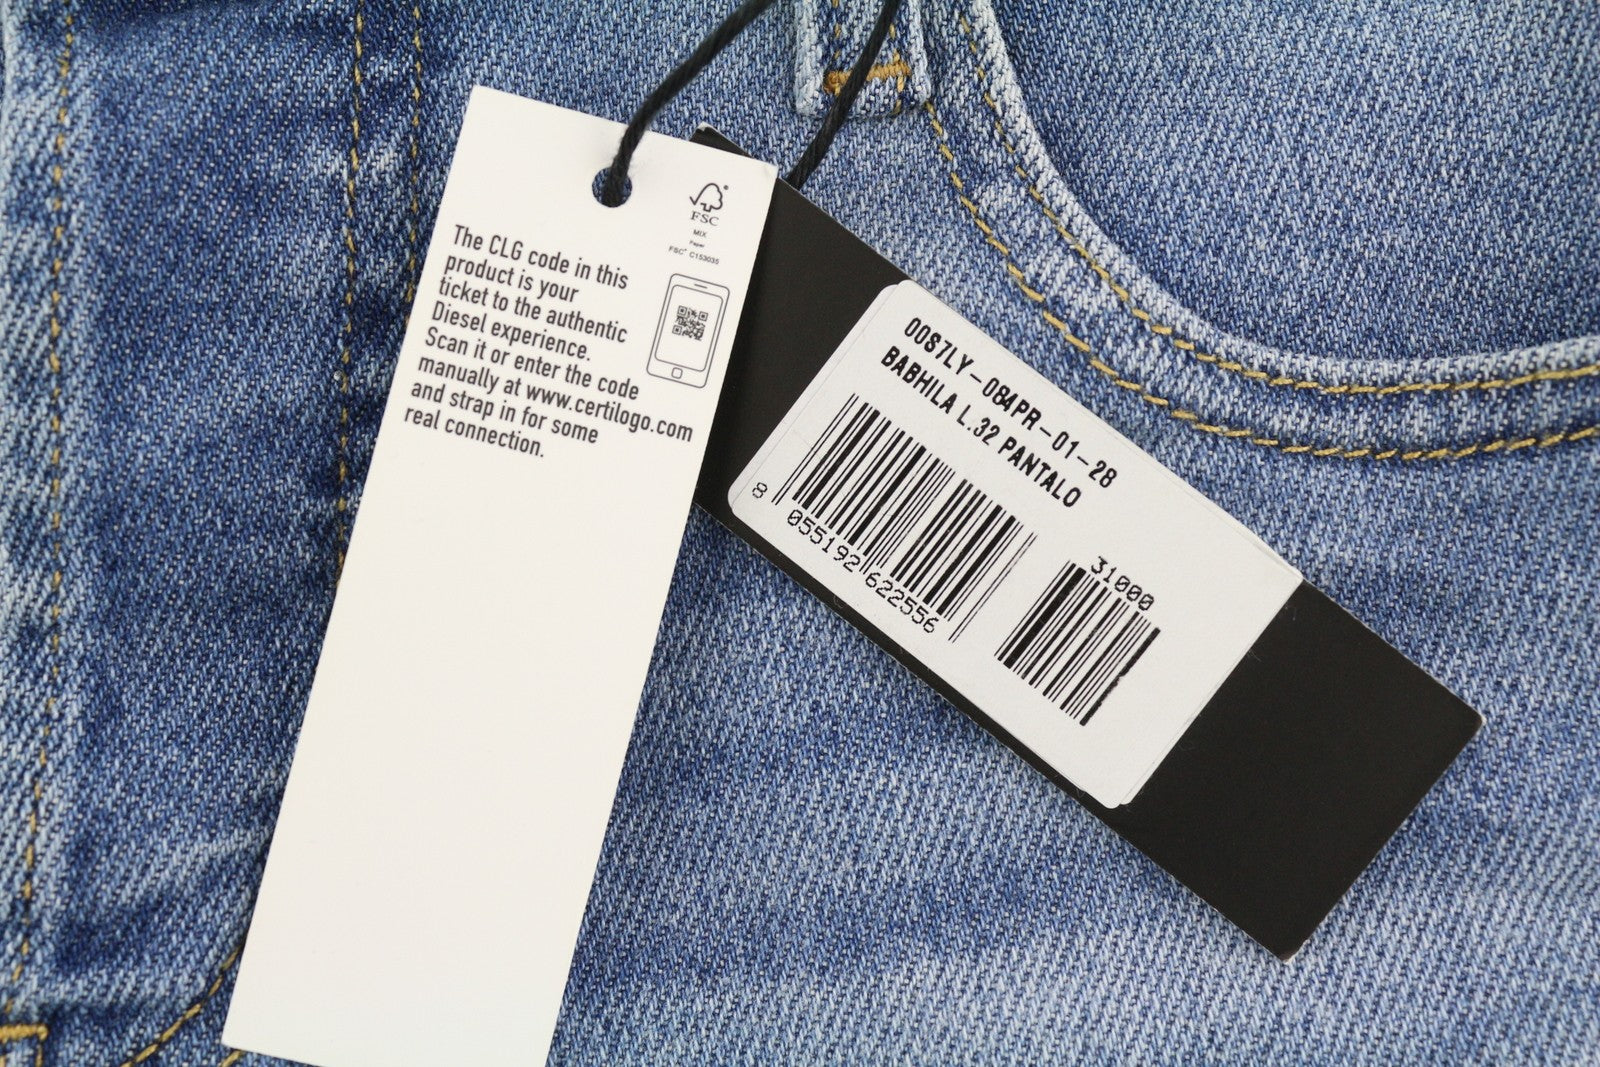 FSC
MIX
Paper
FSC® C153035
The CLG code in this
product is your
ticket to the authentic
Diesel experience.
Scan it or enter the code
manually at www.certilogo.com
and strap in for some
real connection.
00S7LY-084PR-01-28
BABHILA L.32 PANTALO
31000
8 055192 622556